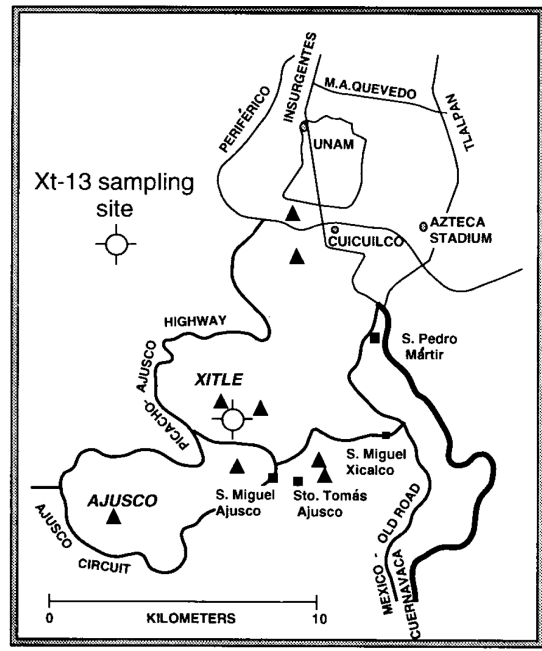 PERIFÉRICO
INSURGENTES
M.A.QUEVEDO
TLALPAN
UNAM
Xt-13 sampling
site
CUICUILCO
AZTECA
STADIUM
HIGHWAY
PICACHO-
AJUSCO
S. Pedro
Mártir
XITLE
S. Miguel
Xicalco
S. Miguel
Ajusco
Sto. Tomás
Ajusco
AJUSCO
AJUSCO
CIRCUIT
MEXICO - OLD ROAD
CUERNAVACA
0
10
KILOMETERS